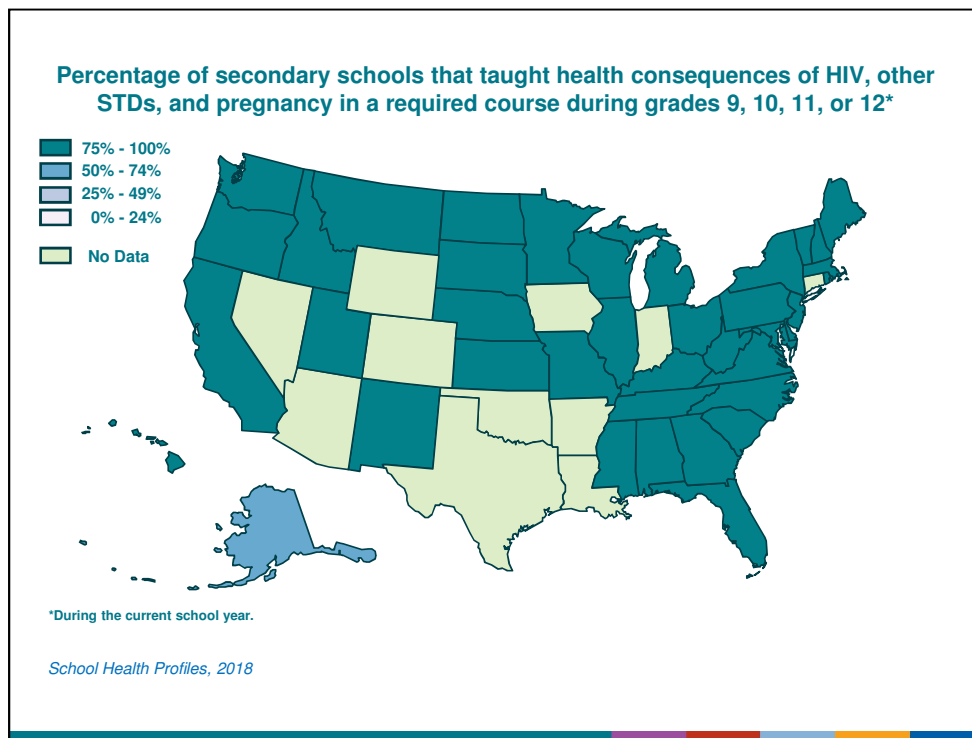 Percentage of secondary schools that taught health consequences of HIV, other
STDs, and pregnancy in a required course during grades 9, 10, 11, or 12*
75% - 100%
50% - 74%
25% - 49%
0% - 24%
No Data
*During the current school year.
School Health Profiles, 2018